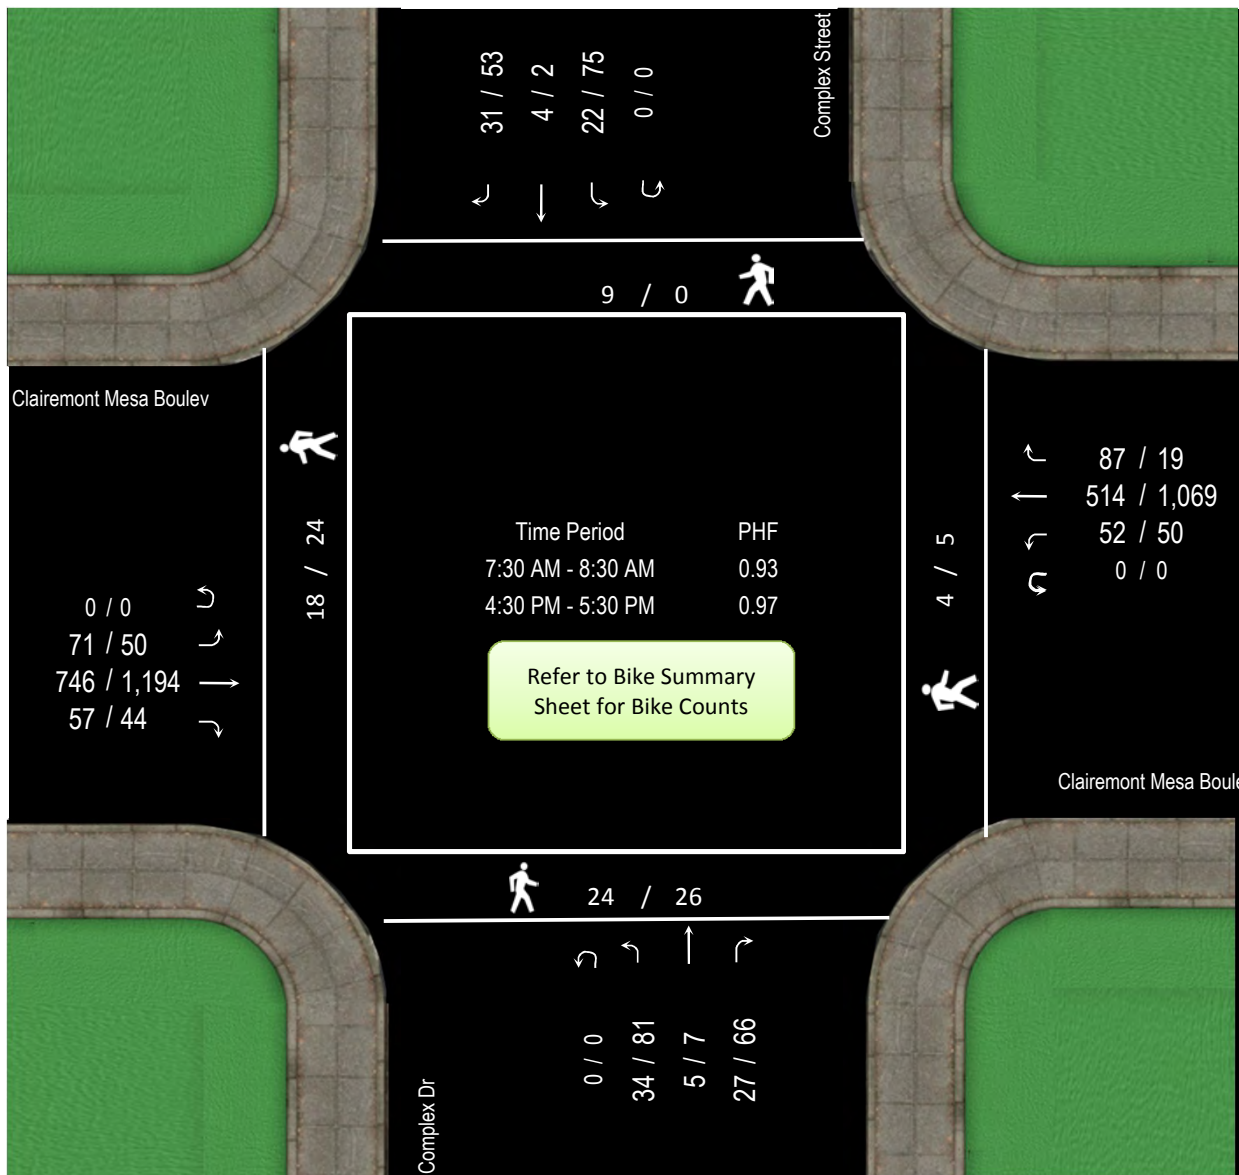 31 / 53
4 / 2
22 / 75
0 / 0
Complex Street
9 / 0
Clairemont Mesa Boulev
18 / 24
0 / 0
71 / 50
746 / 1,194
57 / 44
Time Period PHF
7:30 AM - 8:30 AM 0.93
4:30 PM - 5:30 PM 0.97
Refer to Bike Summary
Sheet for Bike Counts
4 / 5
87 / 19
514 / 1,069
52 / 50
0 / 0
Clairemont Mesa Boule
24 / 26
0 / 0
34 / 81
5 / 7
27 / 66
Complex Dr